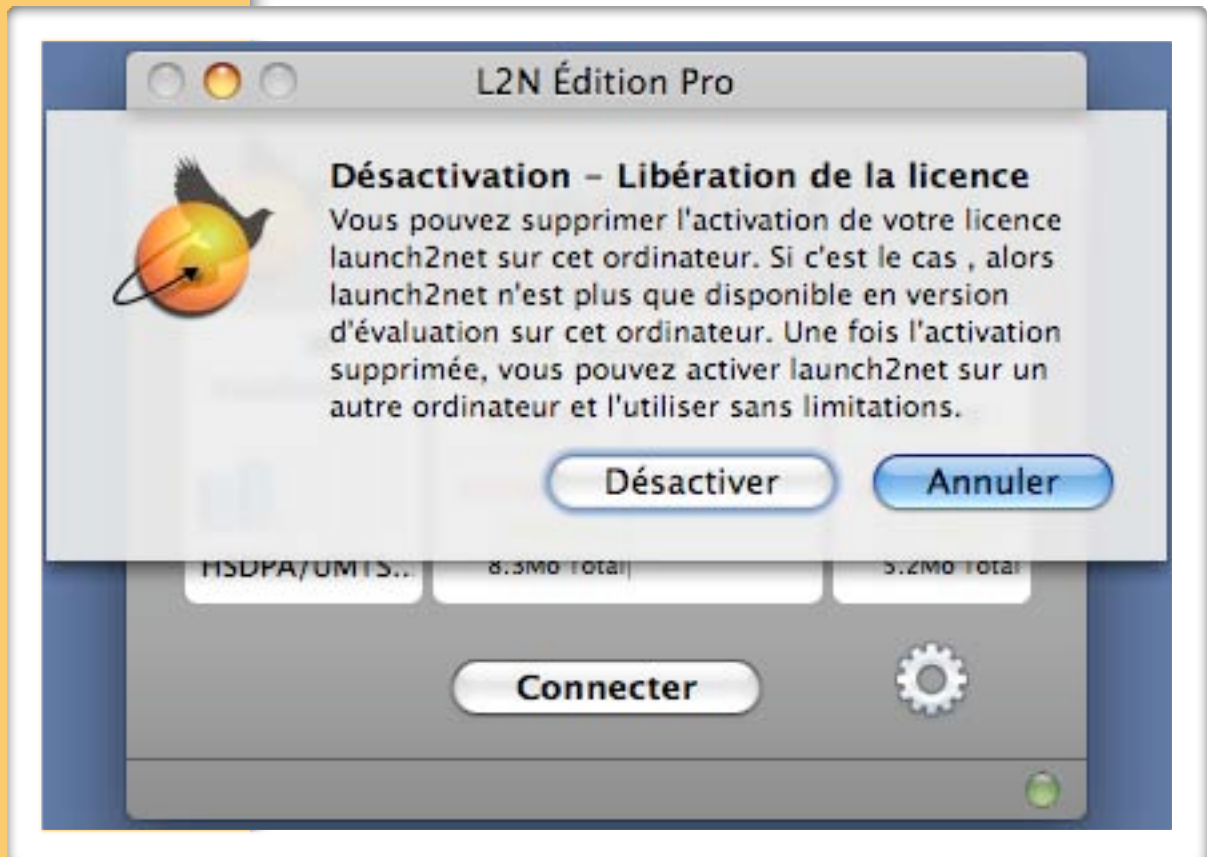 L2N Édition Pro
Désactivation – Libération de la licence
Vous pouvez supprimer l'activation de votre licence
launch2net sur cet ordinateur. Si c'est le cas , alors
launch2net n'est plus que disponible en version
d'évaluation sur cet ordinateur. Une fois l'activation
supprimée, vous pouvez activer launch2net sur un
autre ordinateur et l'utiliser sans limitations.
Désactiver Annuler
HSDPA/UMTS... 8.3Mo Total 5.2Mo Total
Connecter